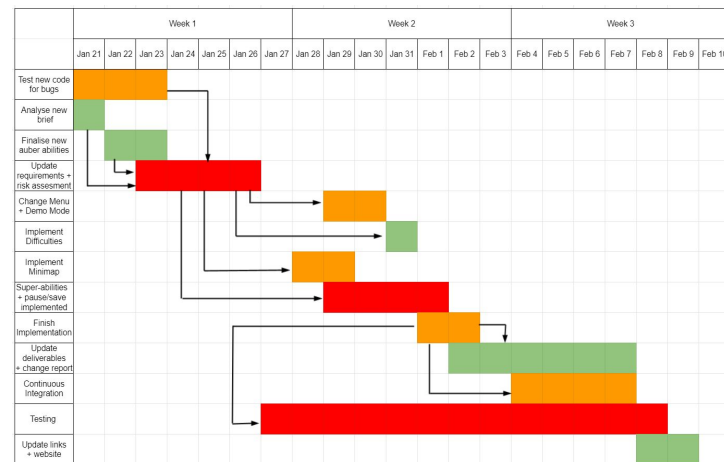 Week 1
Week 2
Week 3
Jan 21
Jan 22
Jan 23
Jan 24
Jan 25
Jan 26
Jan 27
Jan 28
Jan 29
Jan 30
Jan 31
Feb 1
Feb 2
Feb 3
Feb 4
Feb 5
Feb 6
Feb 7
Feb 8
Feb 9
Feb 10
Test new code
for bugs
Analyse new
brief
Finalise new
auber abilities
Update
requirements +
risk assesment
Change Menu
+ Demo Mode
Implement
Difficulties
Implement
Minimap
Super-abilities
+ pause/save
implemented
Finish
Implementation
Update
deliverables
+ change report
Continuous
Integration
Testing
Update links
+ website